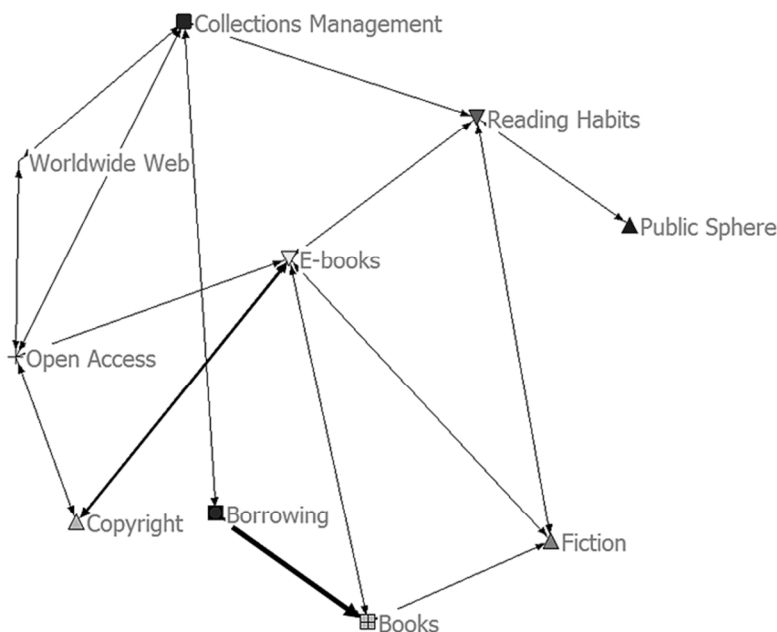 Collections Management
Reading Habits
Worldwide Web
Public Sphere
E-books
Open Access
Copyright
Borrowing
Fiction
Books